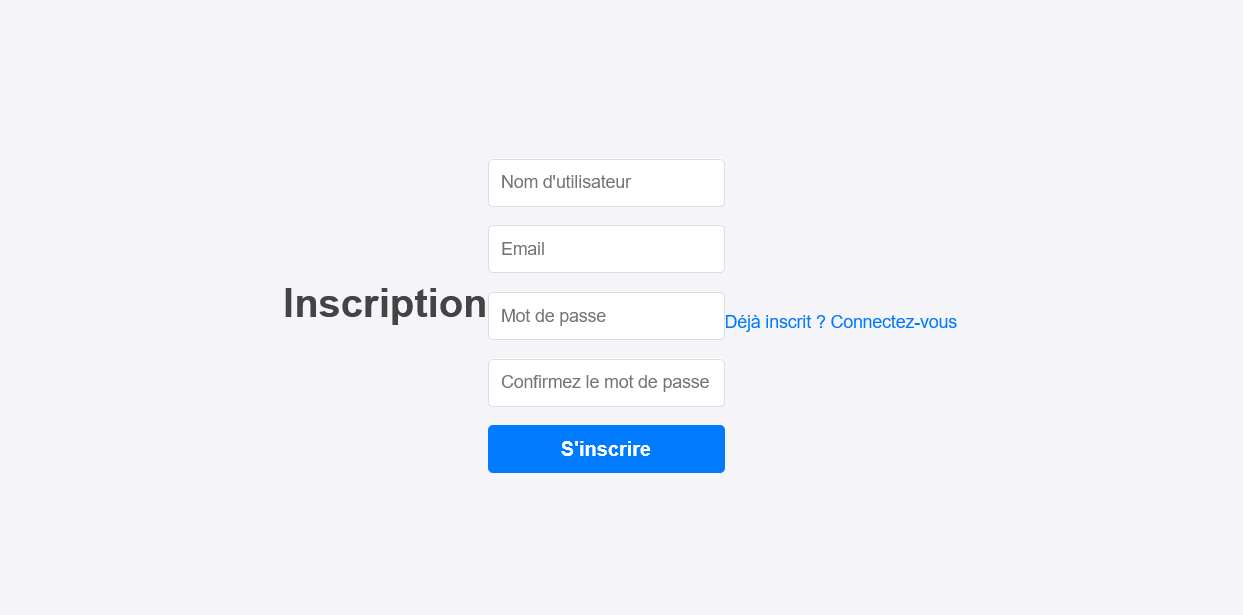 Inscription
Nom d'utilisateur
Email
Mot de passe
Confirmez le mot de passe
S'inscrire
Déjà inscrit ? Connectez-vous